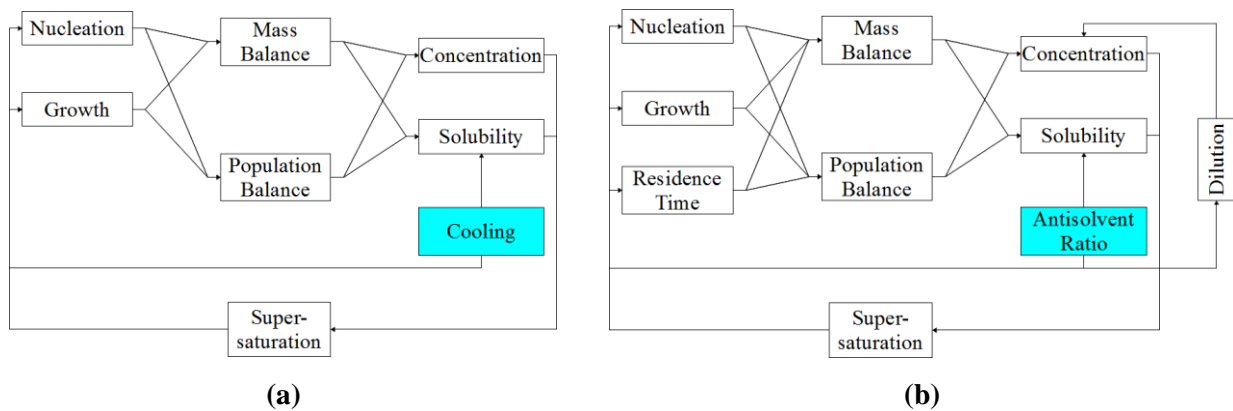 Nucleation
Mass
Balance
Concentration
Growth
Solubility
Population
Balance
Cooling
Super-
saturation
(a)
Nucleation
Mass
Balance
Concentration
Growth
Solubility
Dilution
Residence
Time
Population
Balance
Antisolvent
Ratio
Super-
saturation
(b)